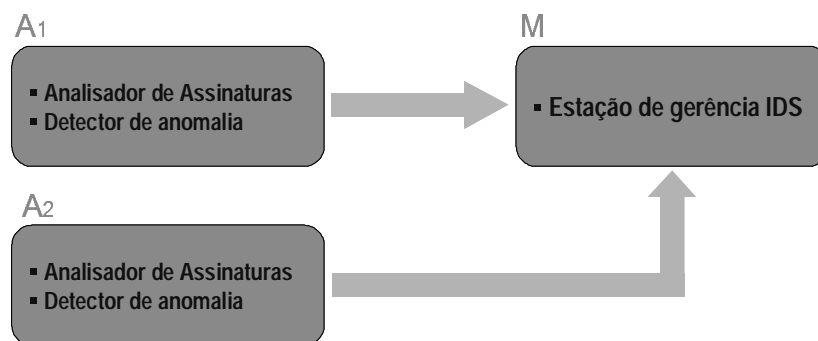 A1
▪ Analisador de Assinaturas
▪ Detector de anomalia
M
▪ Estação de gerência IDS
A2
▪ Analisador de Assinaturas
▪ Detector de anomalia